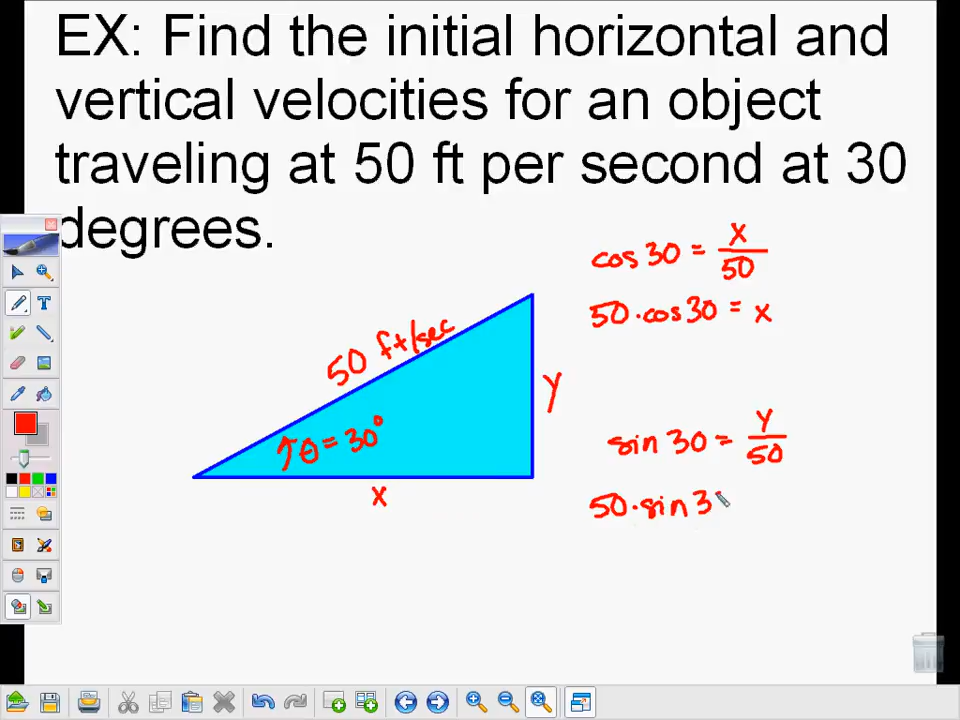 EX: Find the initial horizontal and
vertical velocities for an object
traveling at 50 ft per second at 30
degrees.
cos 30 = x/50
50·cos 30 = x
50 ft/sec
y
θ = 30°
x
sin 30 = y/50
50·sin 3
T